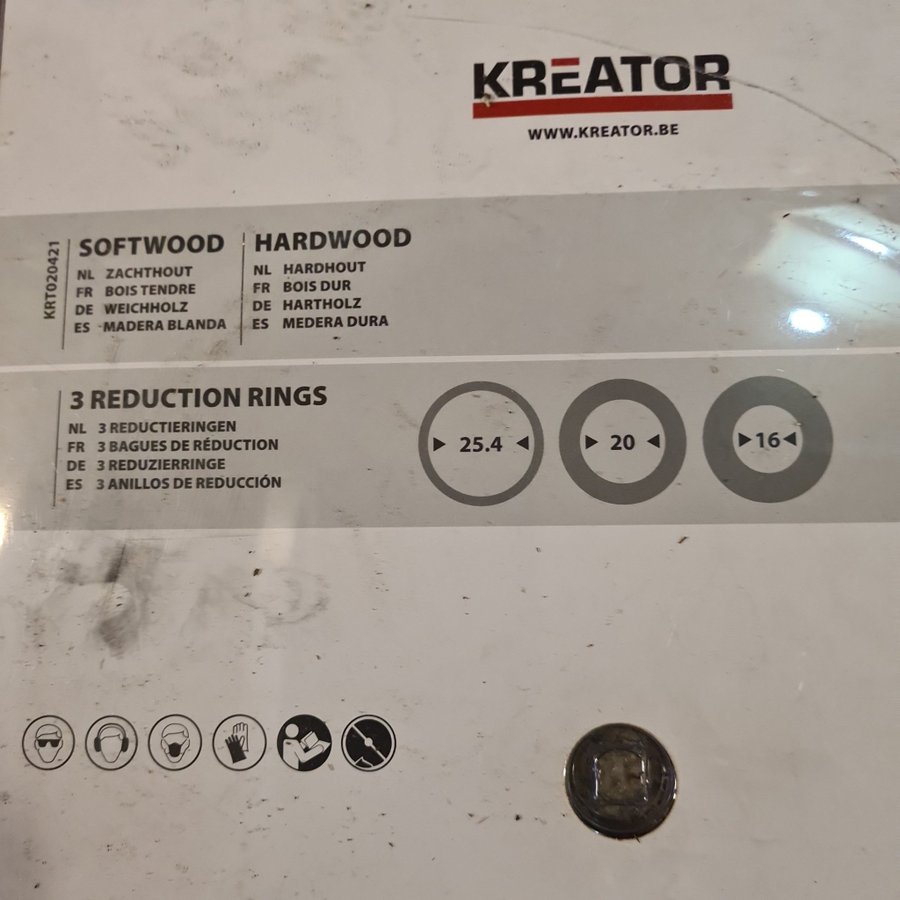 KREATOR
WWW.KREATOR.BE
KRT020421
SOFTWOOD
NL ZACHTHOUT
FR BOIS TENDRE
DE WEICHHOLZ
ES MADERA BLANDA
HARDWOOD
NL HARDHOUT
FR BOIS DUR
DE HARTHOLZ
ES MEDERA DURA
3 REDUCTION RINGS
NL 3 REDUCTIERINGEN
FR 3 BAGUES DE RÉDUCTION
DE 3 REDUZIERRINGE
ES 3 ANILLOS DE REDUCCIÓN
25.4
20
16